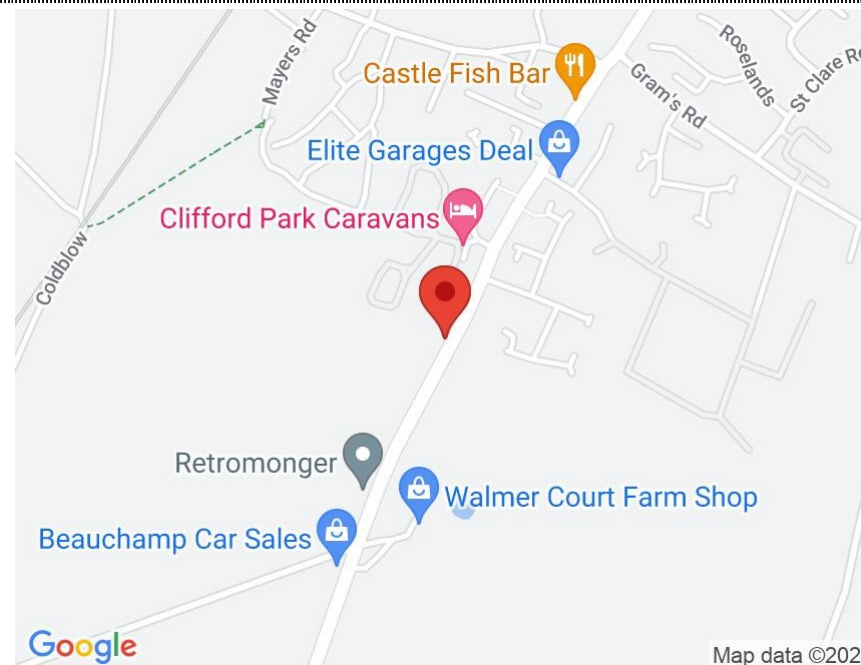 Mayers Rd
Castle Fish Bar
Roselands
St Clare Ro
Gram's Rd
Elite Garages Deal
Clifford Park Caravans
Coldblow
Retromonger
Walmer Court Farm Shop
Beauchamp Car Sales
Google
Map data ©202